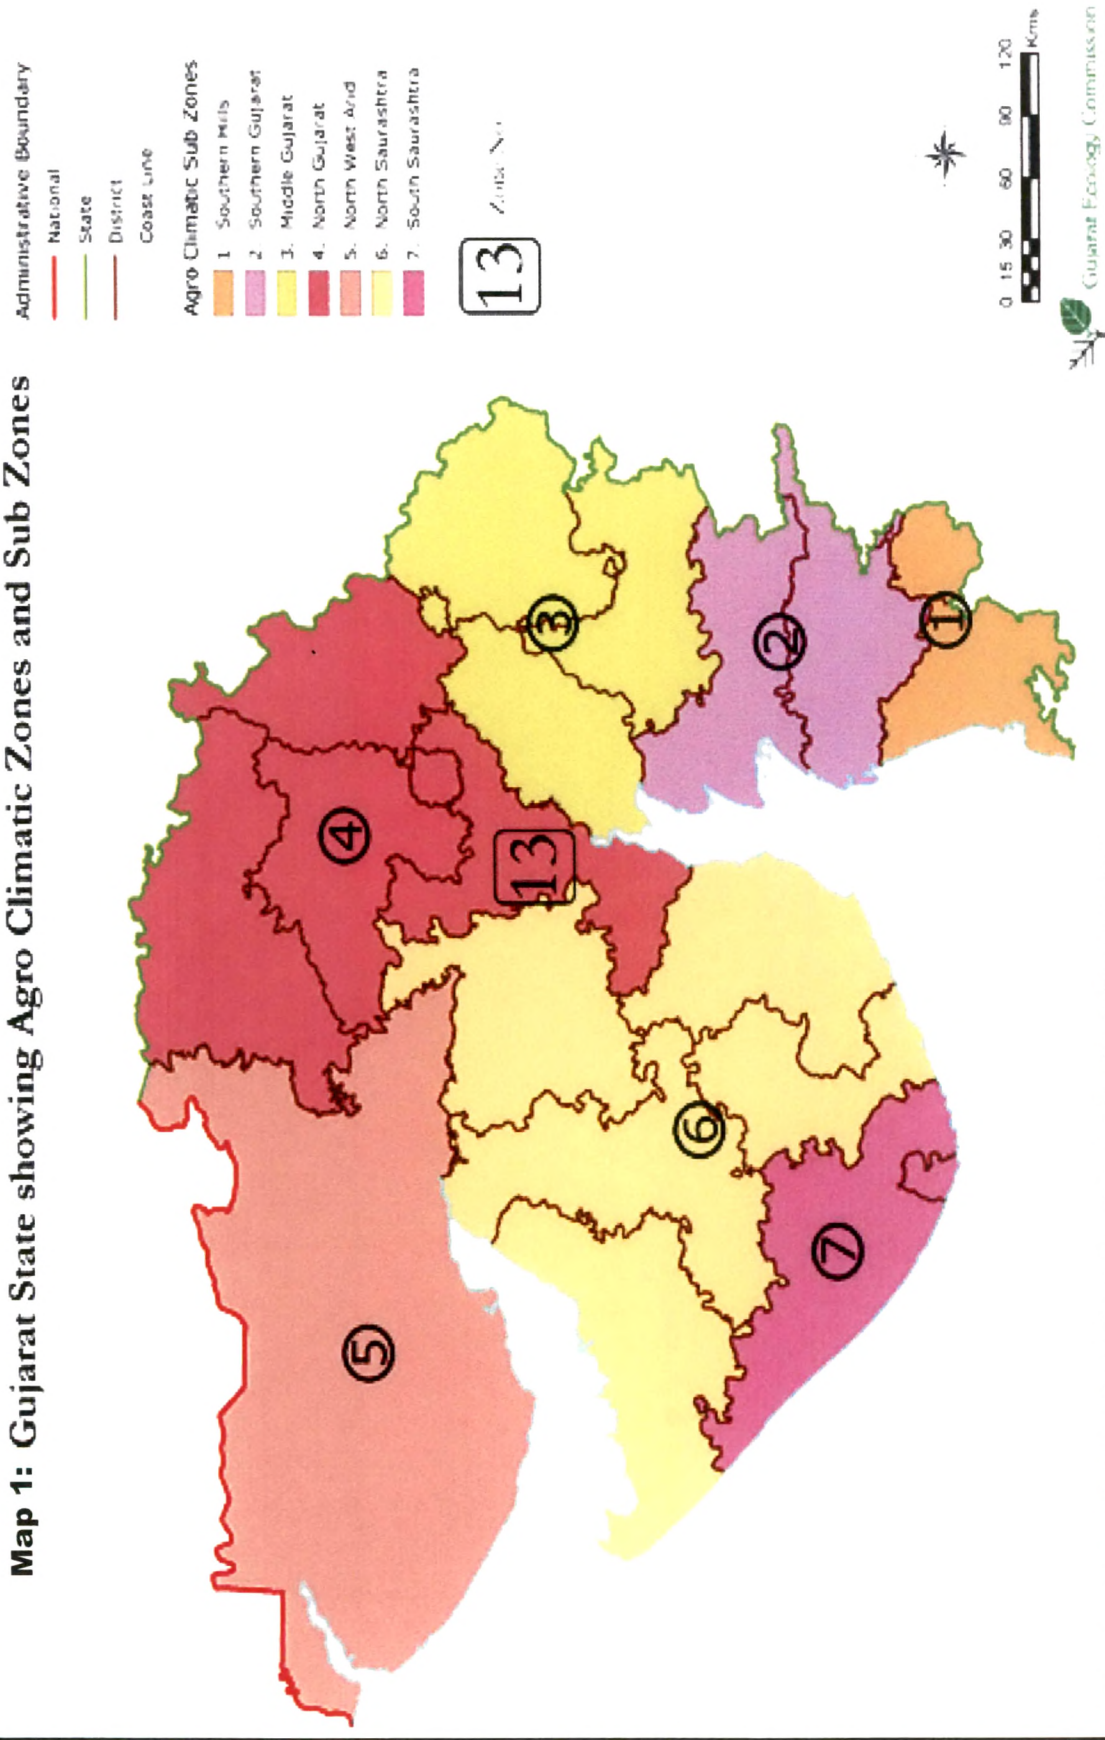 Map 1: Gujarat State showing Agro Climatic Zones and Sub Zones
Administrative Boundary
National
State
District
Coast Line
Agro Climatic Sub Zones
1 Southern Hills
2 Southern Gujarat
3. Middle Gujarat
4. North Gujarat
5. North West Arid
6. North Saurashtra
7. South Saurashtra
13 Zone No
0 15 30 60 90 120
Kms
Gujarat Ecology Commission
4
3
13
5
6
2
7
1